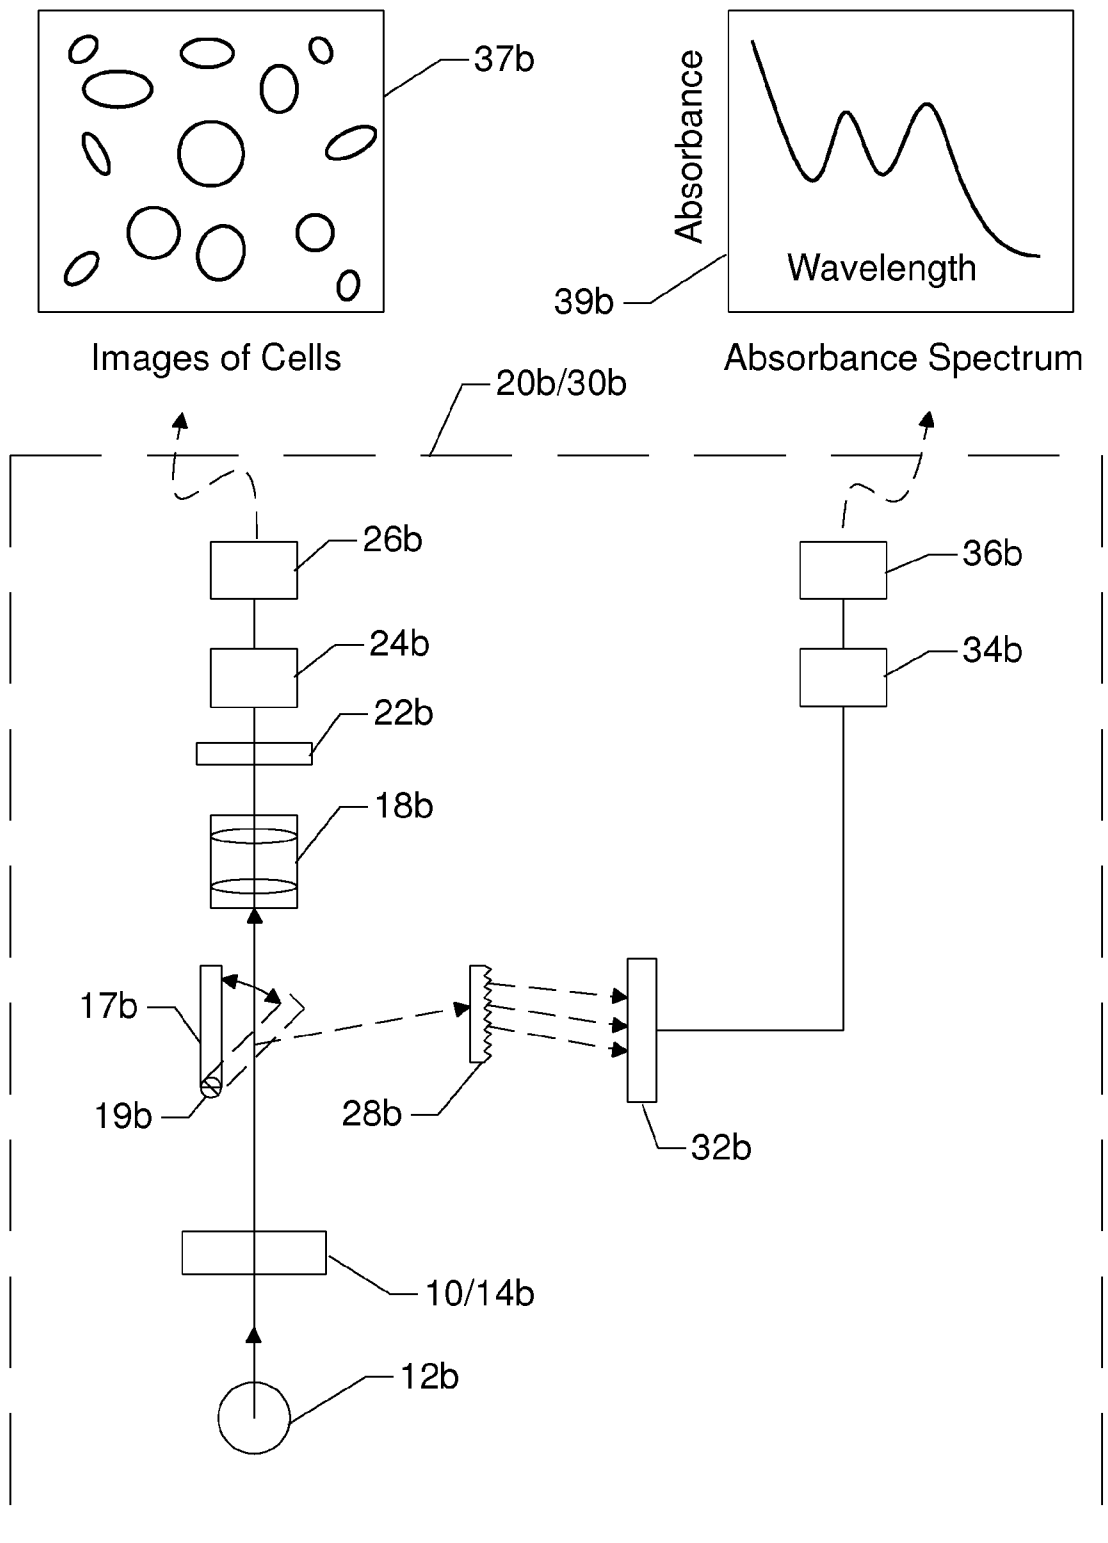 37b
Absorbance
Wavelength
39b
Images of Cells
Absorbance Spectrum
20b/30b
26b
36b
24b
34b
22b
18b
17b
19b
28b
32b
10/14b
12b